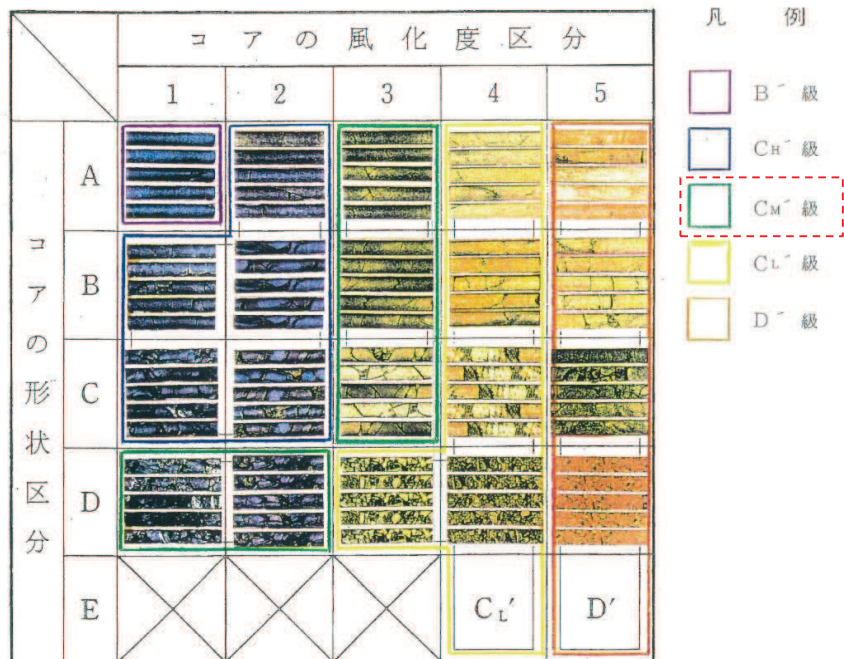 コアの風化度区分
1 2 3 4 5
コアの形状区分
A
B
C
D
E
CL′
D′
凡 例
B′ 級
CH′ 級
CM′ 級
CL′ 級
D′ 級